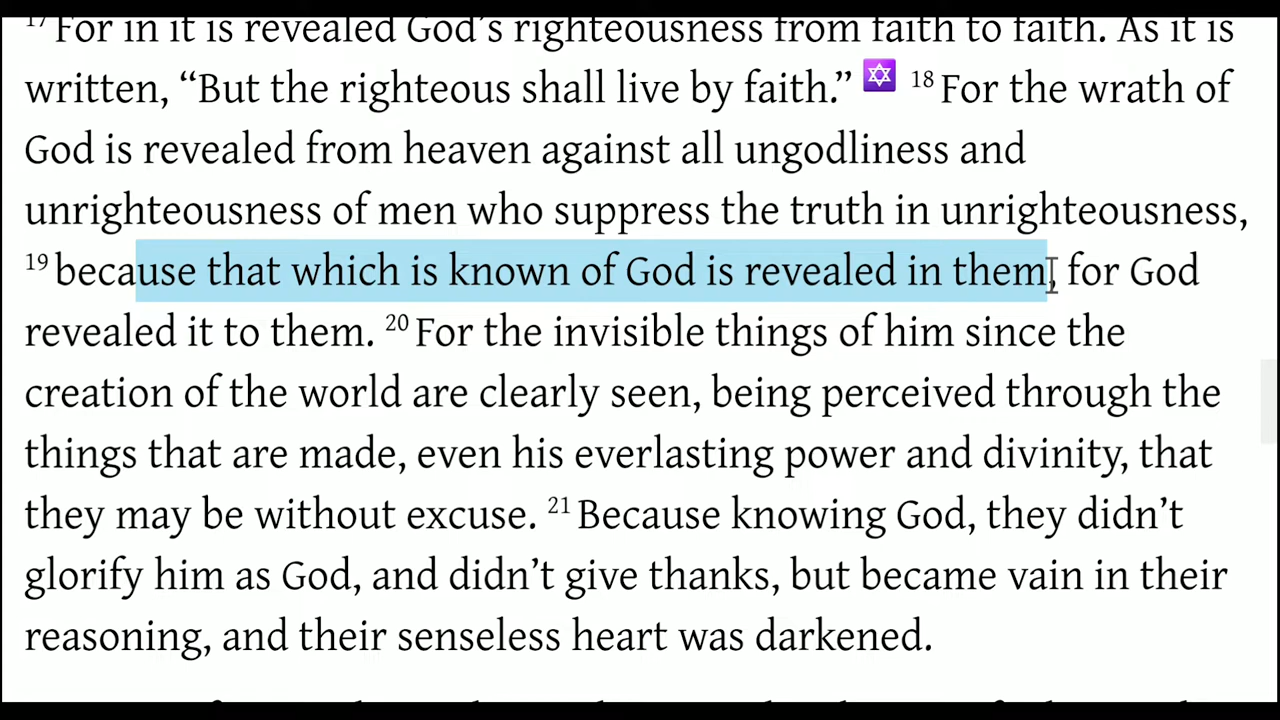 17 For in it is revealed God’s righteousness from faith to faith. As it is
written, “But the righteous shall live by faith.” ✡ 18 For the wrath of
God is revealed from heaven against all ungodliness and
unrighteousness of men who suppress the truth in unrighteousness,
19 because that which is known of God is revealed in them, for God
revealed it to them. 20 For the invisible things of him since the
creation of the world are clearly seen, being perceived through the
things that are made, even his everlasting power and divinity, that
they may be without excuse. 21 Because knowing God, they didn’t
glorify him as God, and didn’t give thanks, but became vain in their
reasoning, and their senseless heart was darkened.